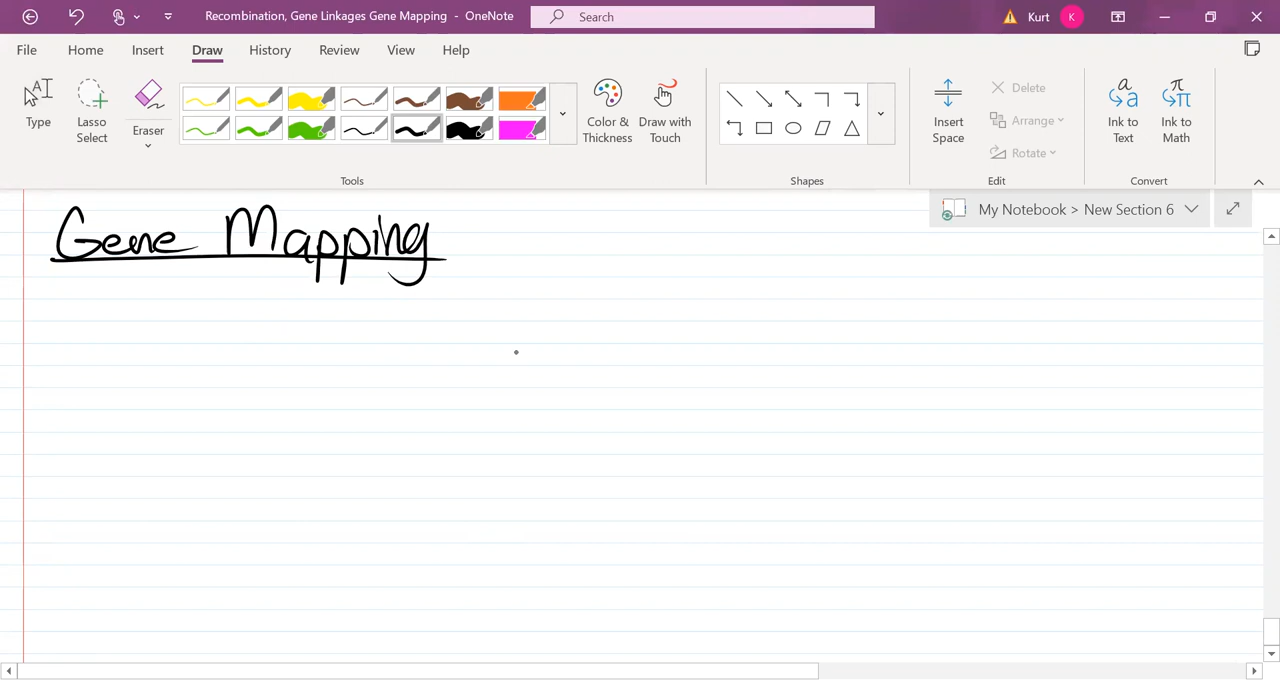 Recombination, Gene Linkages Gene Mapping - OneNote
Search
Kurt
K
File Home Insert Draw History Review View Help
Type
Lasso Select
Eraser
Color & Thickness
Draw with Touch
Insert Space
Delete
Arrange
Rotate
Ink to Text
Ink to Math
Tools
Shapes
Edit
Convert
My Notebook > New Section 6
Gene Mapping